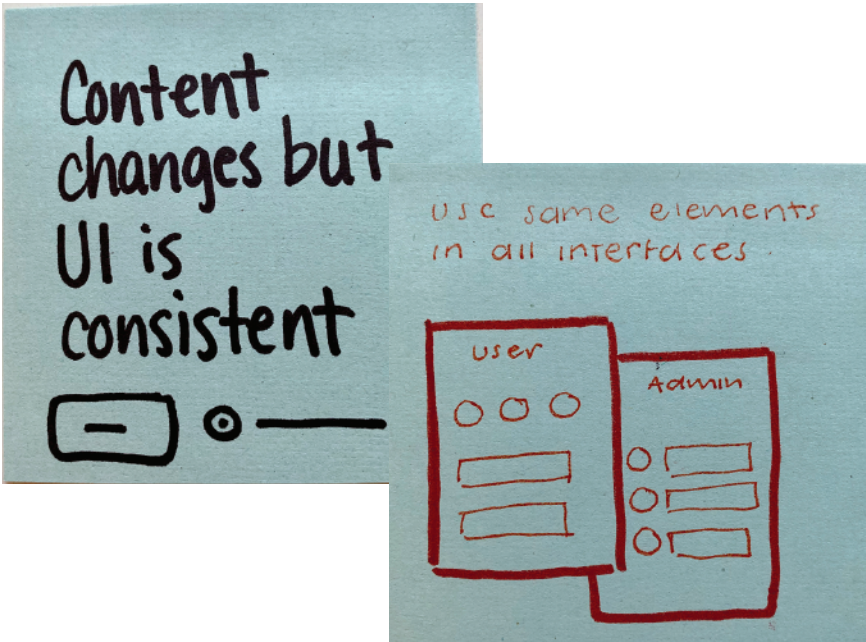 Content
changes but
UI is
consistent
use same elements
in all interfaces.
user
Admin